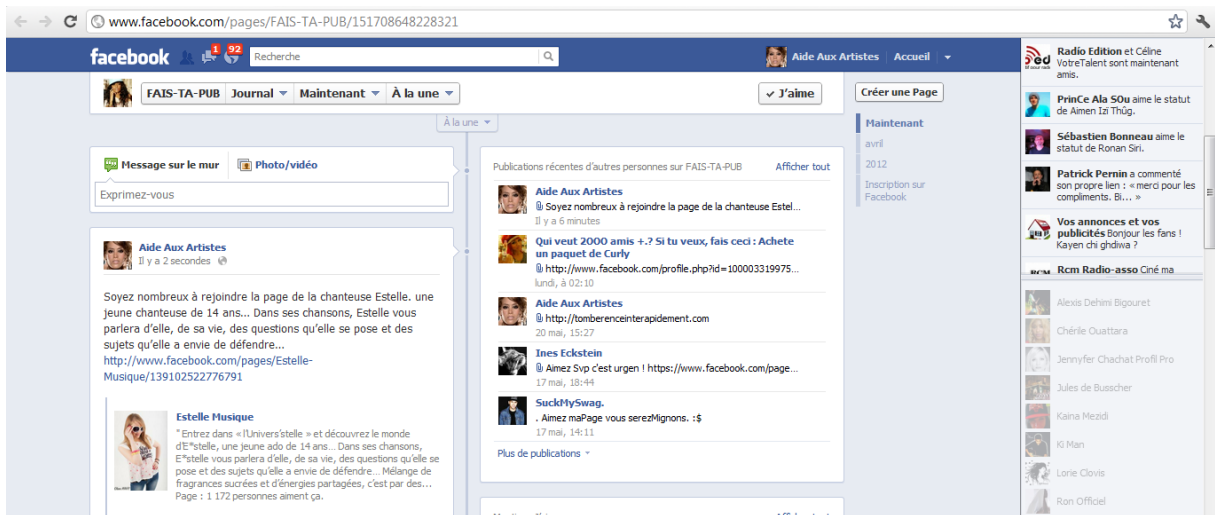 www.facebook.com/pages/FAIS-TA-PUB/151708648228321
facebook
1
92
Recherche
Aide Aux Artistes
Accueil
FAIS-TA-PUB
Journal
Maintenant
À la une
J'aime
Créer une Page
À la une
Maintenant
avril
2012
Inscription sur
Facebook
Message sur le mur
Photo/vidéo
Exprimez-vous
Aide Aux Artistes
Il y a 2 secondes
Soyez nombreux à rejoindre la page de la chanteuse Estelle. une
jeune chanteuse de 14 ans... Dans ses chansons, Estelle vous
parlera d'elle, de sa vie, des questions qu'elle se pose et des
sujets qu'elle a envie de défendre...
http://www.facebook.com/pages/Estelle-
Musique/139102522776791
Estelle Musique
"Entrez dans « l'Univers'stelle » et découvrez le monde
d'E*stelle, une jeune ado de 14 ans... Dans ses chansons,
E*stelle vous parlera d'elle, de sa vie, des questions qu'elle se
pose et des sujets qu'elle a envie de défendre... Mélange de
fragrances sucrées et d'énergies partagées, c'est par des...
Page : 1 172 personnes aiment ça.
Publications récentes d'autres personnes sur FAIS-TA-PUB
Afficher tout
Aide Aux Artistes
Soyez nombreux à rejoindre la page de la chanteuse Estel...
Il y a 6 minutes
Qui veut 2000 amis +.? Si tu veux, fais ceci : Achete
un paquet de Curly
http://www.facebook.com/profile.php?id=100003319975...
lundi, à 02:10
Aide Aux Artistes
http://tomberenceinterapidement.com
20 mai, 15:27
Ines Eckstein
Aimez Svp c'est urgen ! https://www.facebook.com/page...
17 mai, 18:44
SuckMySwag.
. Aimez maPage vous serezMignons. :$
17 mai, 14:11
Plus de publications
Radío Edition et Céline
VotreTalent sont maintenant
amis.
PrinCe Ala SOu aime le statut
de Aimen Izï Thûg.
Sébastien Bonneau aime le
statut de Ronan Siri.
Patrick Pernin a commenté
son propre lien : « merci pour les
compliments. Bi... »
Vos annonces et vos
publicités Bonjour les fans !
Kayen chi ghdiwa ?
Rcm Radio-asso Ciné ma
Alexis Dehimi Bigouret
Chérile Ouattara
Jennyfer Chachat Profil Pro
Jules de Busscher
Kaina Mezidi
Ki Man
Lorie Clovis
Ron Officiel